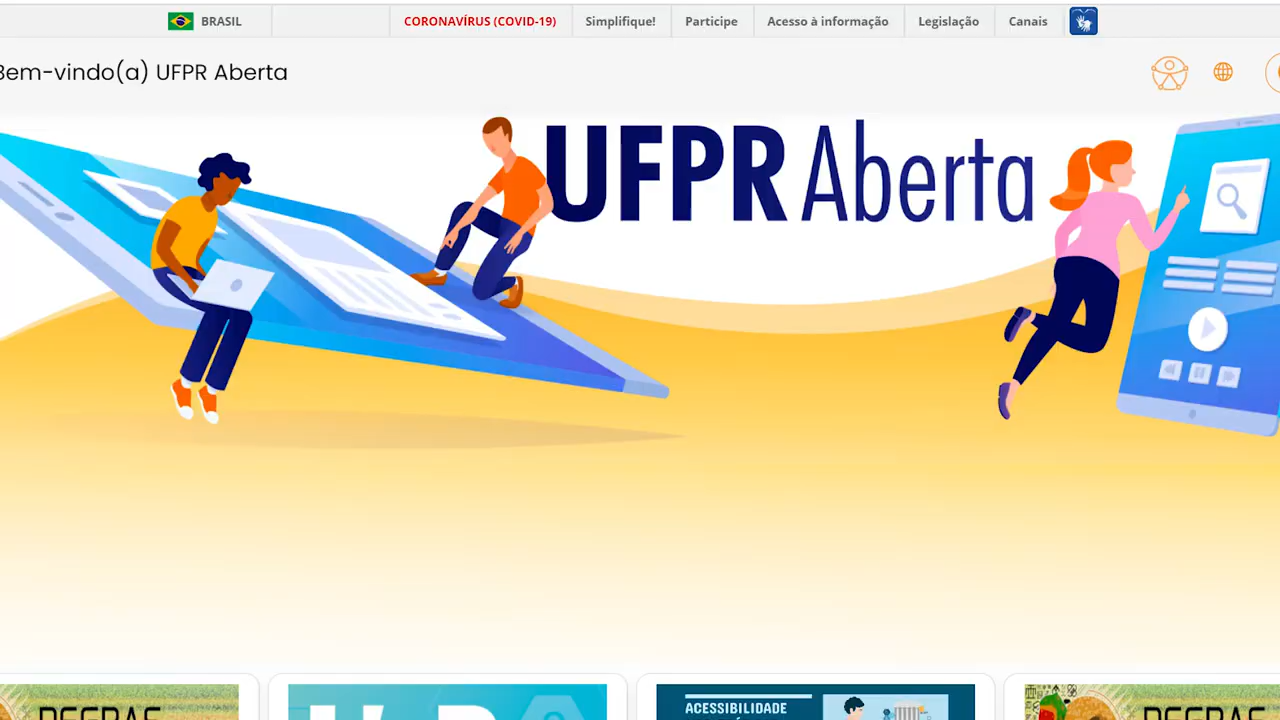 BRASIL
CORONAVÍRUS (COVID-19)
Simplifique!
Participe
Acesso à informação
Legislação
Canais
Bem-vindo(a) UFPR Aberta
UFPR Aberta
ACESSIBILIDADE